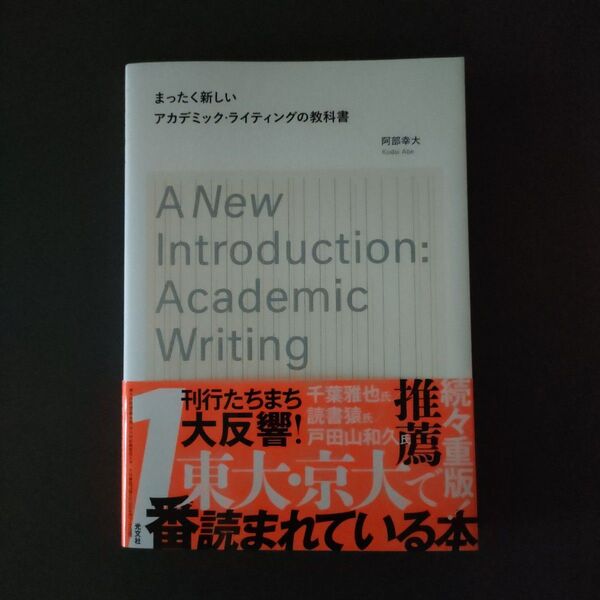 まったく新しい
アカデミック・ライティングの教科書
阿部幸大
Kodai Abe
A New
Introduction:
Academic
Writing
刊行たちまち
大反響!
千葉雅也氏
読書猿氏
戸田山和久氏
推薦
続々重版!
東大・京大で
1番読まれている本
光文社